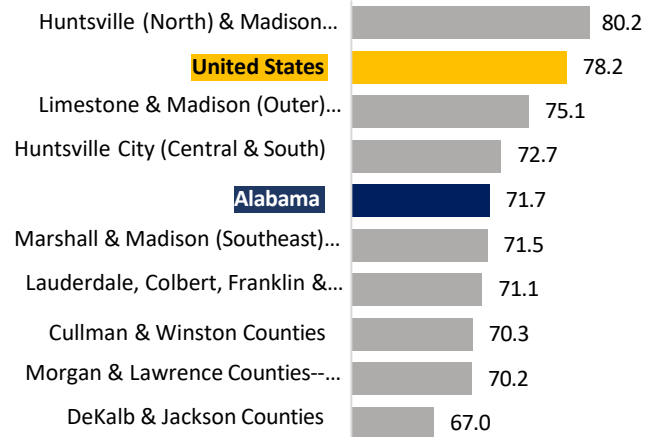 Huntsville (North) & Madison… 80.2
United States 78.2
Limestone & Madison (Outer)… 75.1
Huntsville City (Central & South) 72.7
Alabama 71.7
Marshall & Madison (Southeast)… 71.5
Lauderdale, Colbert, Franklin &… 71.1
Cullman & Winston Counties 70.3
Morgan & Lawrence Counties--… 70.2
DeKalb & Jackson Counties 67.0